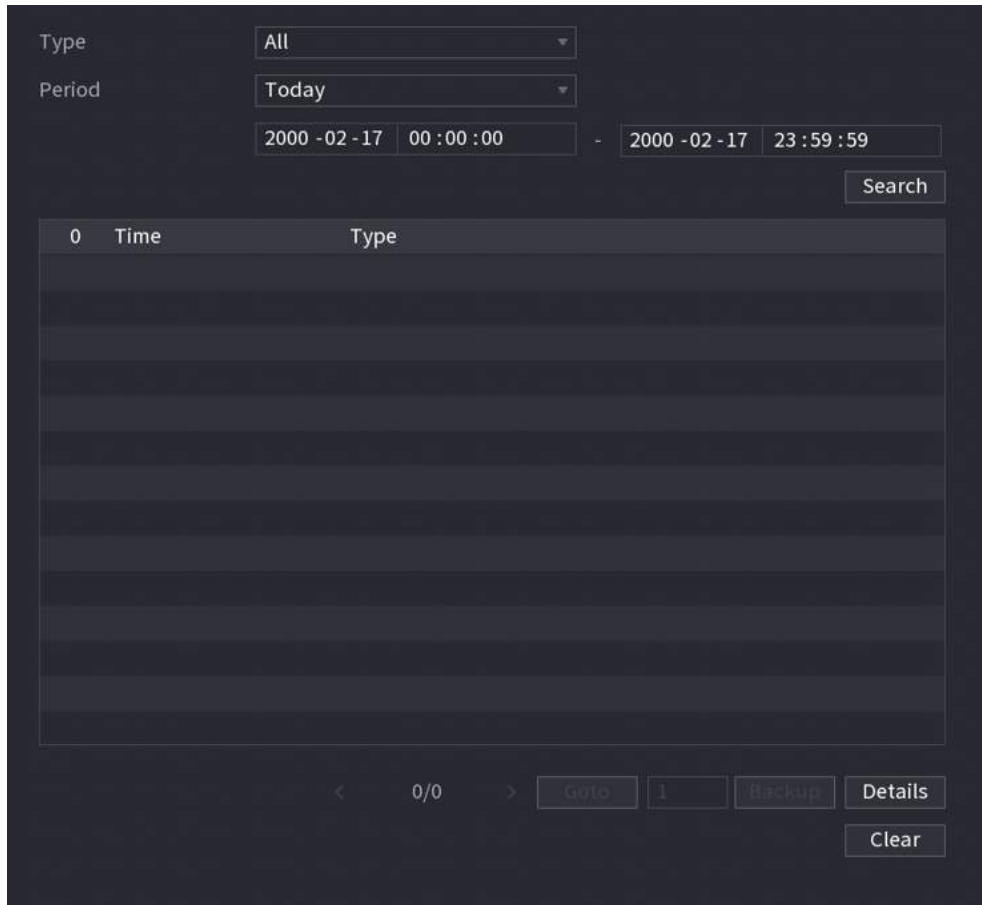 Type All
Period Today
2000 -02 -17 00 :00 :00 - 2000 -02 -17 23 :59 :59
Search
0 Time Type
< 0/0 > Goto 1 Backup Details
Clear